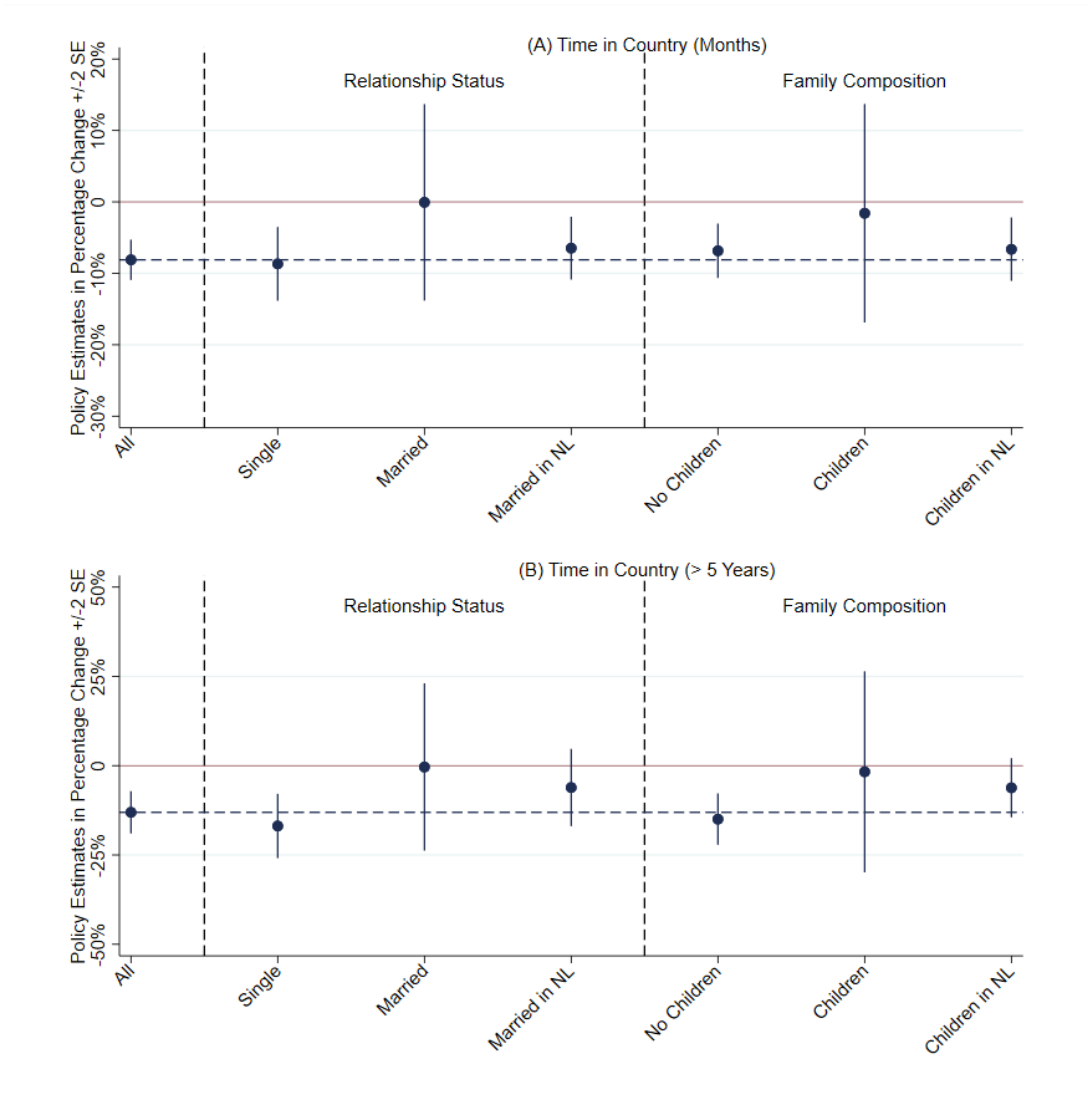 (A) Time in Country (Months)
Relationship Status
Family Composition
Policy Estimates in Percentage Change +/-2 SE
20%
10%
0
-10%
-20%
-30%
All
Single
Married
Married in NL
No Children
Children
Children in NL
(B) Time in Country (> 5 Years)
Relationship Status
Family Composition
Policy Estimates in Percentage Change +/-2 SE
50%
25%
0
-25%
-50%
All
Single
Married
Married in NL
No Children
Children
Children in NL